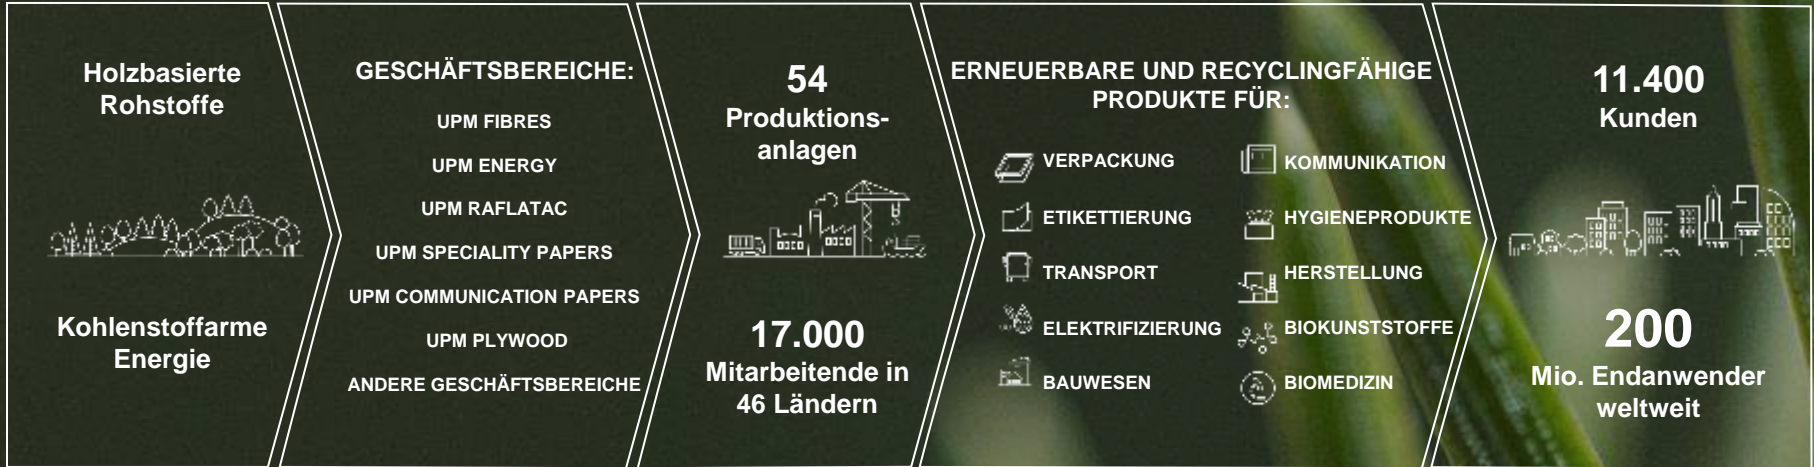 Holzbasierte
Rohstoffe
Kohlenstoffarme
Energie
GESCHÄFTSBEREICHE:
UPM FIBRES
UPM ENERGY
UPM RAFLATAC
UPM SPECIALITY PAPERS
UPM COMMUNICATION PAPERS
UPM PLYWOOD
ANDERE GESCHÄFTSBEREICHE
54
Produktions-
anlagen
17.000
Mitarbeitende in
46 Ländern
ERNEUERBARE UND RECYCLINGFÄHIGE
PRODUKTE FÜR:
VERPACKUNG
ETIKETTIERUNG
TRANSPORT
ELEKTRIFIZIERUNG
BAUWESEN
KOMMUNIKATION
HYGIENEPRODUKTE
HERSTELLUNG
BIOKUNSTSTOFFE
BIOMEDIZIN
11.400
Kunden
200
Mio. Endanwender
weltweit